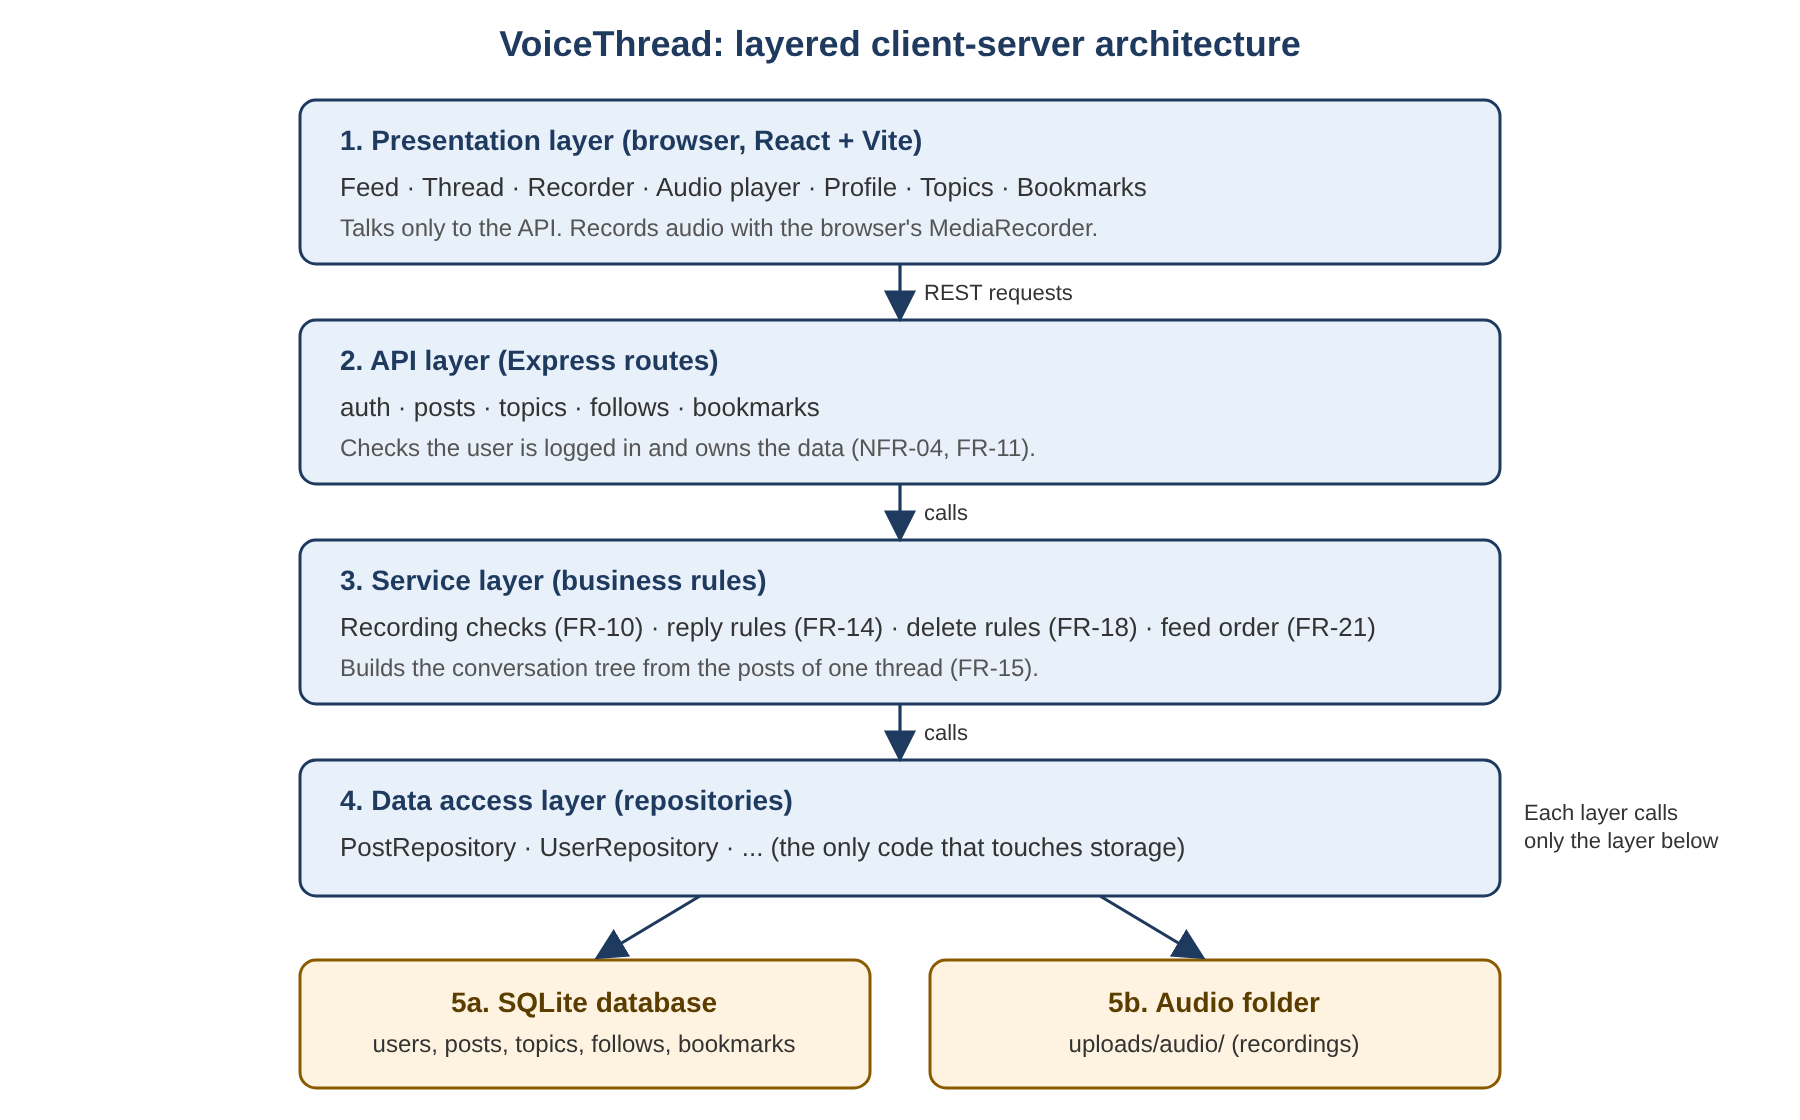 VoiceThread: layered client-server architecture
1. Presentation layer (browser, React + Vite)
Feed · Thread · Recorder · Audio player · Profile · Topics · Bookmarks
Talks only to the API. Records audio with the browser's MediaRecorder.
REST requests
2. API layer (Express routes)
auth · posts · topics · follows · bookmarks
Checks the user is logged in and owns the data (NFR-04, FR-11).
calls
3. Service layer (business rules)
Recording checks (FR-10) · reply rules (FR-14) · delete rules (FR-18) · feed order (FR-21)
Builds the conversation tree from the posts of one thread (FR-15).
calls
4. Data access layer (repositories)
PostRepository · UserRepository · ... (the only code that touches storage)
Each layer calls
only the layer below
5a. SQLite database
users, posts, topics, follows, bookmarks
5b. Audio folder
uploads/audio/ (recordings)